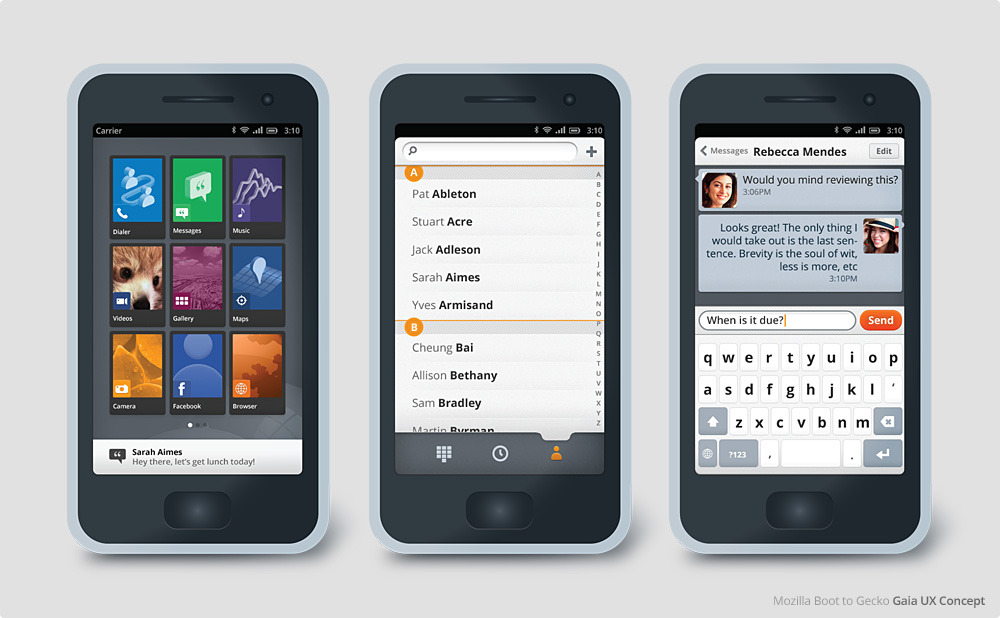 Carrier 3:10
Dialer Messages Music
Videos Gallery Maps
Camera Facebook Browser
Sarah Aimes
Hey there, let's get lunch today!
3:10
A
Pat Ableton
Stuart Acre
Jack Adleson
Sarah Aimes
Yves Armisand
B
Cheung Bai
Allison Bethany
Sam Bradley
Martin Byrman
A
B
C
D
E
F
G
H
I
J
K
L
M
N
O
P
Q
R
S
T
U
V
W
X
Y
Z
3:10
Messages Rebecca Mendes Edit
Would you mind reviewing this?
3:06PM
Looks great! The only thing I
would take out is the last sen-
tence. Brevity is the soul of wit,
less is more, etc
3:10PM
When is it due? Send
q w e r t y u i o p
a s d f g h j k l ‘
z x c v b n m
?123 , .
Mozilla Boot to Gecko Gaia UX Concept